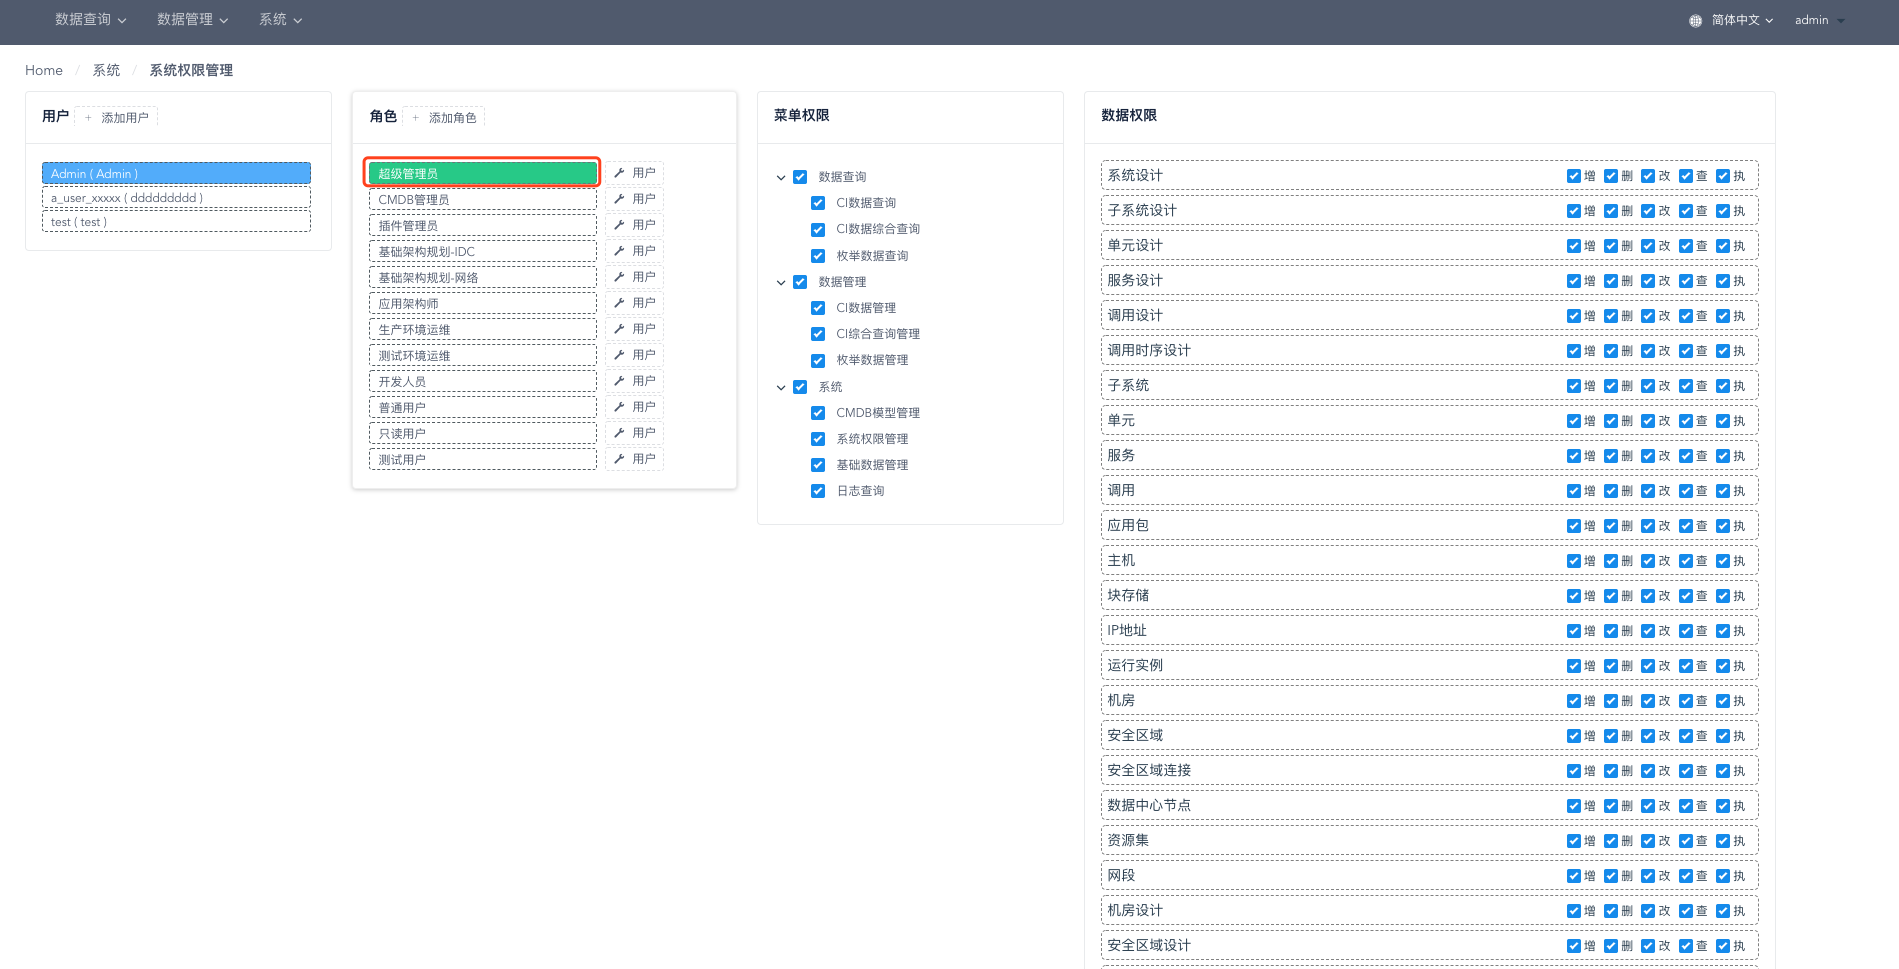 数据查询 数据管理 系统 简体中文 admin
Home / 系统 / 系统权限管理
用户 + 添加用户
Admin ( Admin )
a_user_xxxxx ( ddddddddd )
test ( test )
角色 + 添加角色
超级管理员 用户
CMDB管理员 用户
插件管理员 用户
基础架构规划-IDC 用户
基础架构规划-网络 用户
应用架构师 用户
生产环境运维 用户
测试环境运维 用户
开发人员 用户
普通用户 用户
只读用户 用户
测试用户 用户
菜单权限
数据查询
CI数据查询
CI数据综合查询
枚举数据查询
数据管理
CI数据管理
CI综合查询管理
枚举数据管理
系统
CMDB模型管理
系统权限管理
基础数据管理
日志查询
数据权限
系统设计 增 删 改 查 执
子系统设计 增 删 改 查 执
单元设计 增 删 改 查 执
服务设计 增 删 改 查 执
调用设计 增 删 改 查 执
调用时序设计 增 删 改 查 执
子系统 增 删 改 查 执
单元 增 删 改 查 执
服务 增 删 改 查 执
调用 增 删 改 查 执
应用包 增 删 改 查 执
主机 增 删 改 查 执
块存储 增 删 改 查 执
IP地址 增 删 改 查 执
运行实例 增 删 改 查 执
机房 增 删 改 查 执
安全区域 增 删 改 查 执
安全区域连接 增 删 改 查 执
数据中心节点 增 删 改 查 执
资源集 增 删 改 查 执
网段 增 删 改 查 执
机房设计 增 删 改 查 执
安全区域设计 增 删 改 查 执